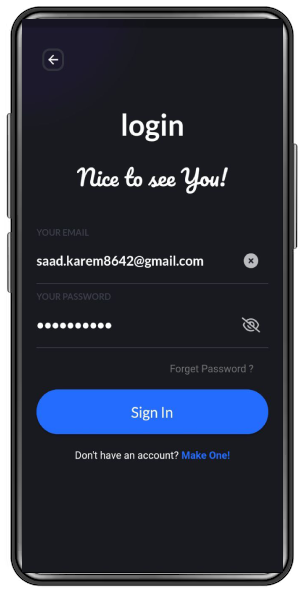 login
Nice to see You!
YOUR EMAIL
saad.karem8642@gmail.com
YOUR PASSWORD
••••••••••
Forget Password ?
Sign In
Don't have an account? Make One!